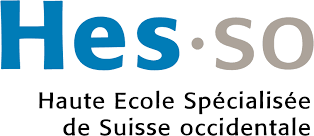 Hes·so
Haute Ecole Spécialisée
de Suisse occidentale